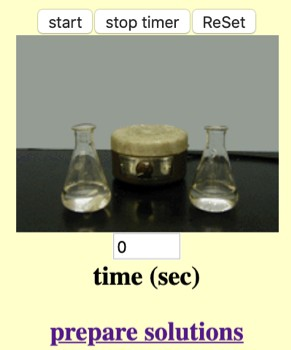 start stop timer ReSet
0
time (sec)
prepare solutions